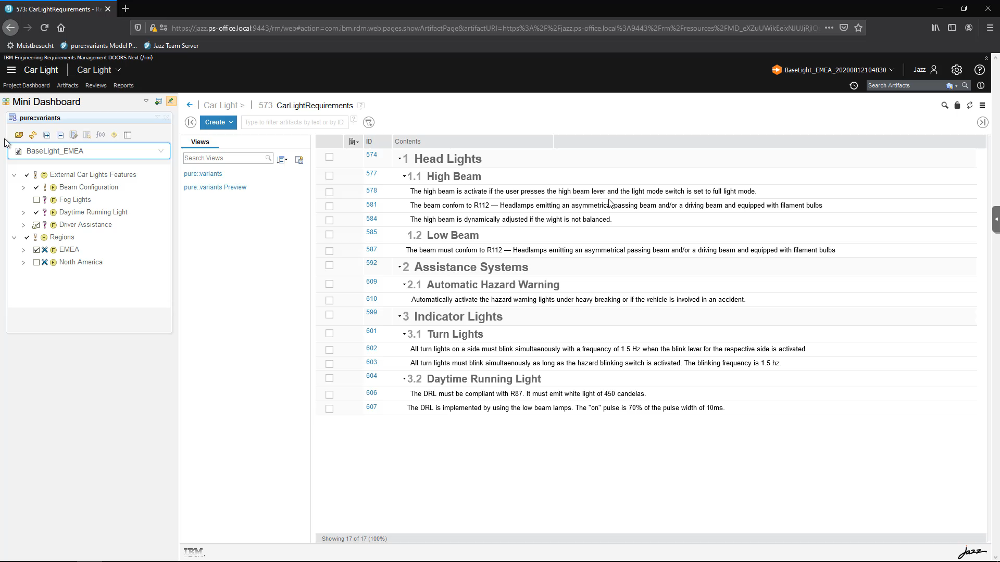 573: CarLightRequirements - Re
https://jazz.ps-office.local:9443/rm/web#action=com.ibm.rdm.web.pages.showArtifactPage&artifactURI=https%3A%2F%2Fjazz.ps-office.local%3A9443%2Frm%2Fresources%2FMD_eXZuUWikEeixNJUJjRjlO
Meistbesucht
pure::variants Model P...
Jazz Team Server
IBM Engineering Requirements Management DOORS Next (/rm)
Car Light
Car Light
BaseLight_EMEA_20200812104830
Jazz
Project Dashboard
Artifacts
Reviews
Reports
Search Artifacts
Mini Dashboard
Car Light >
573 CarLightRequirements
pure::variants
f(x)
Create
Type to filter artifacts by text or by ID
BaseLight_EMEA
External Car Lights Features
Beam Configuration
Fog Lights
Daytime Running Light
Driver Assistance
Regions
EMEA
North America
Views
Search Views
pure::variants
pure::variants Preview
ID Contents
574 1 Head Lights
577 1.1 High Beam
578 The high beam is activate if the user presses the high beam lever and the light mode switch is set to full light mode.
581 The beam confom to R112 — Headlamps emitting an asymmetrical passing beam and/or a driving beam and equipped with filament bulbs
584 The high beam is dynamically adjusted if the wight is not balanced.
585 1.2 Low Beam
587 The beam must confom to R112 — Headlamps emitting an asymmetrical passing beam and/or a driving beam and equipped with filament bulbs
592 2 Assistance Systems
609 2.1 Automatic Hazard Warning
610 Automatically activate the hazard warning lights under heavy breaking or if the vehicle is involved in an accident.
599 3 Indicator Lights
601 3.1 Turn Lights
602 All turn lights on a side must blink simultaenously with a frequency of 1.5 Hz when the blink lever for the respective side is activated
603 All turn lights must blink simultaenously as long as the hazard blinking switch is activated. The blinking frequency is 1.5 hz.
604 3.2 Daytime Running Light
606 The DRL must be compliant with R87. It must emit white light of 450 candelas.
607 The DRL is implemented by using the low beam lamps. The "on" pulse is 70% of the pulse width of 10ms.
Showing 17 of 17 (100%)
IBM.
jazz